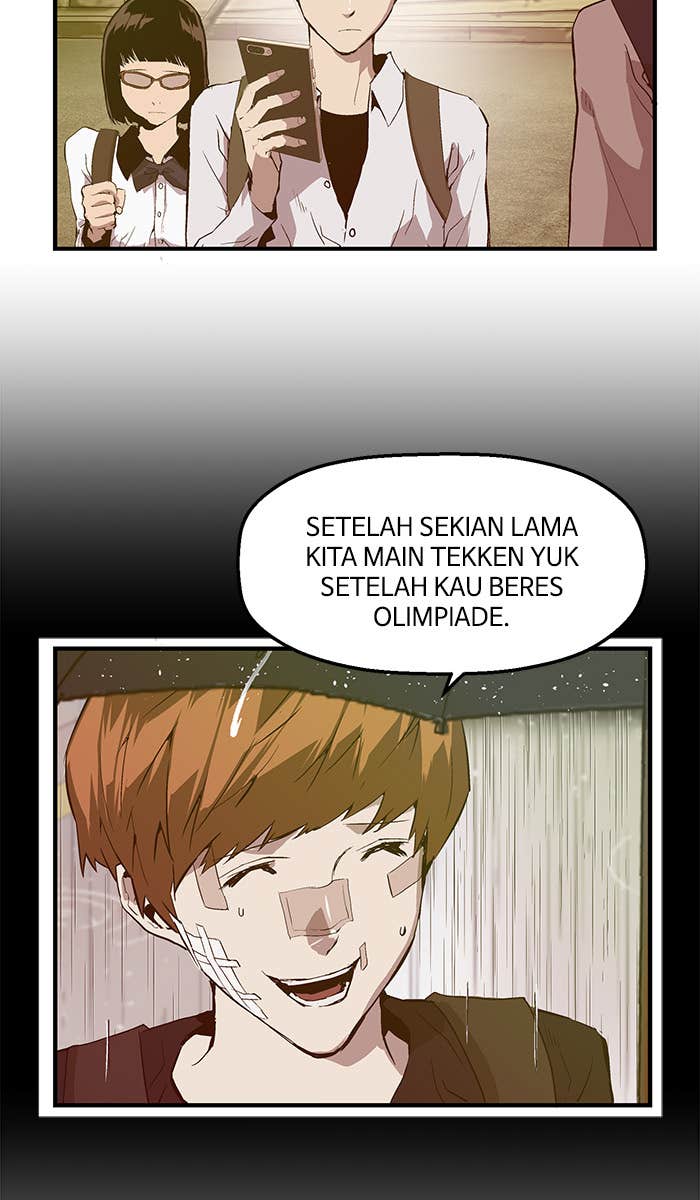 SETELAH SEKIAN LAMA
KITA MAIN TEKKEN YUK
SETELAH KAU BERES
OLIMPIADE.